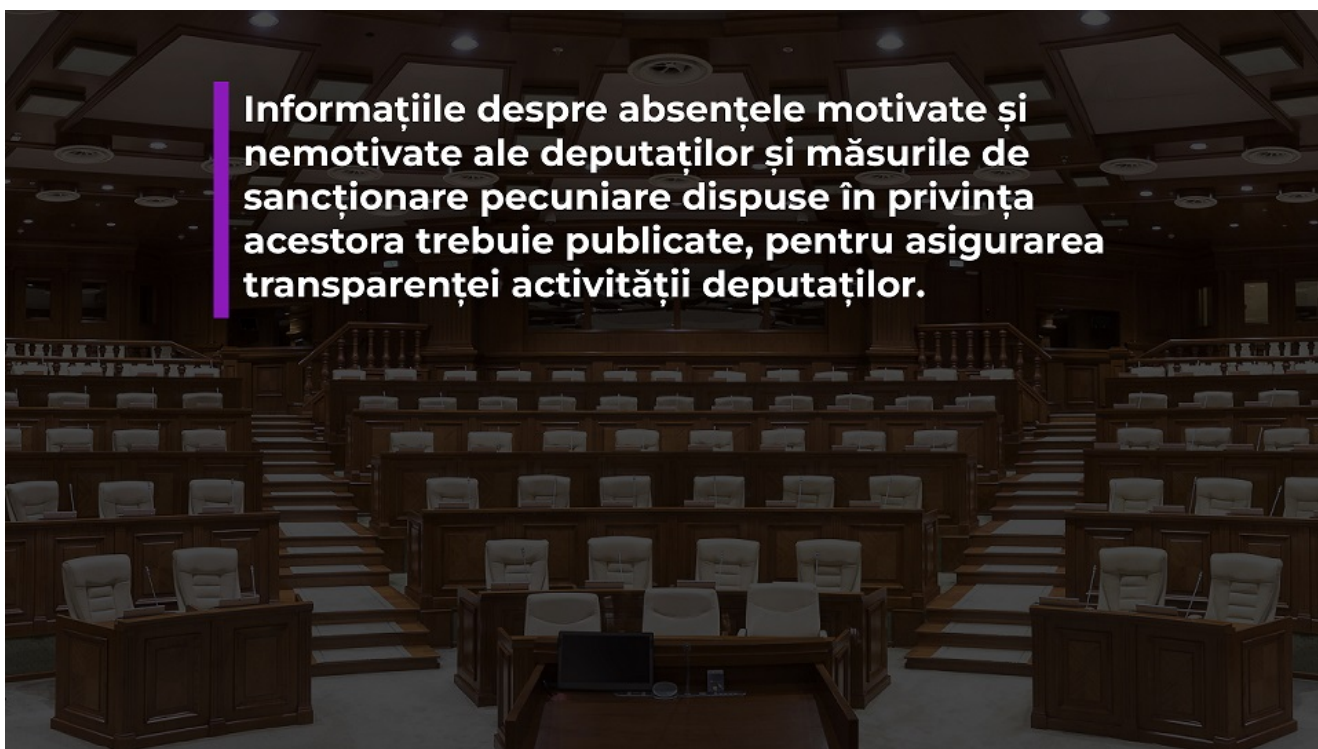 Informațiile despre absențele motivate și
nemotivate ale deputaților și măsurile de
sancționare pecuniare dispuse în privința
acestora trebuie publicate, pentru asigurarea
transparenței activității deputaților.